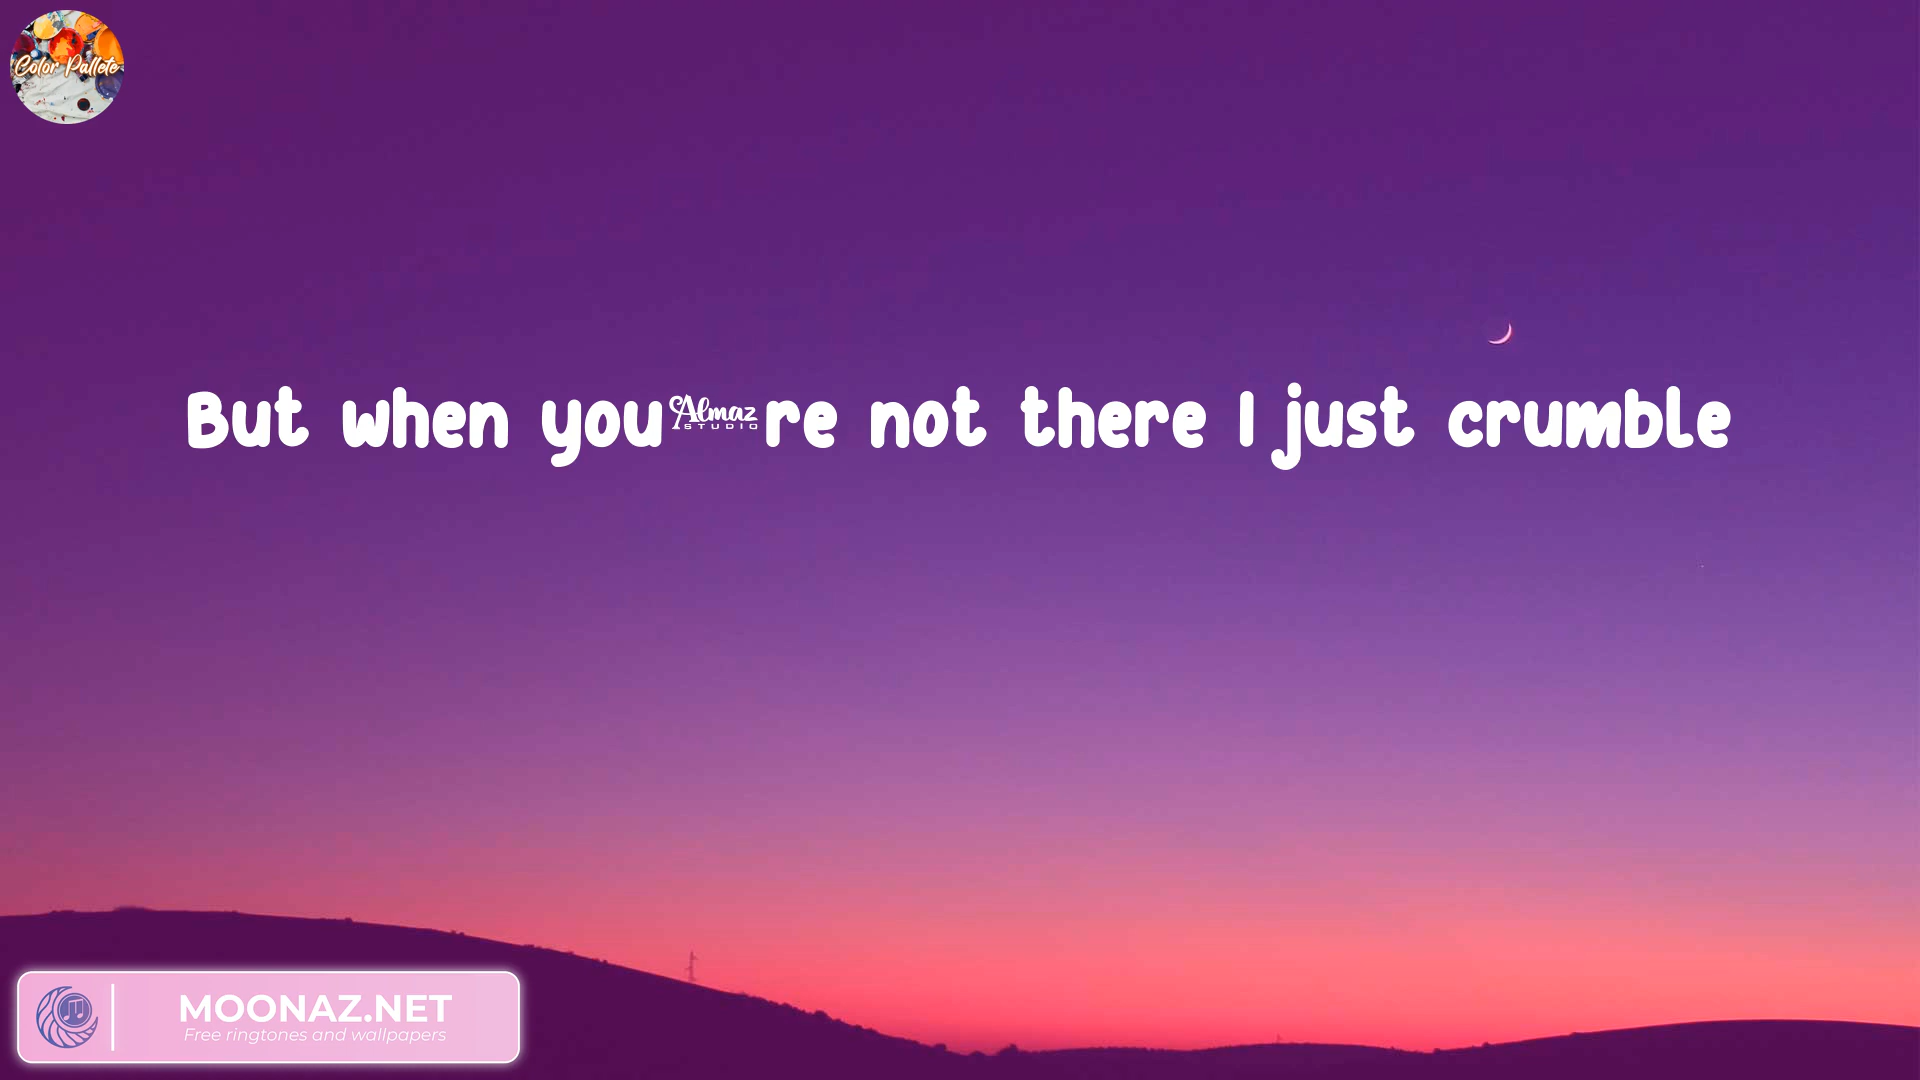 Color Pallete
But when you Almaz STUDIO re not there I just crumble
MOONAZ.NET
Free ringtones and wallpapers